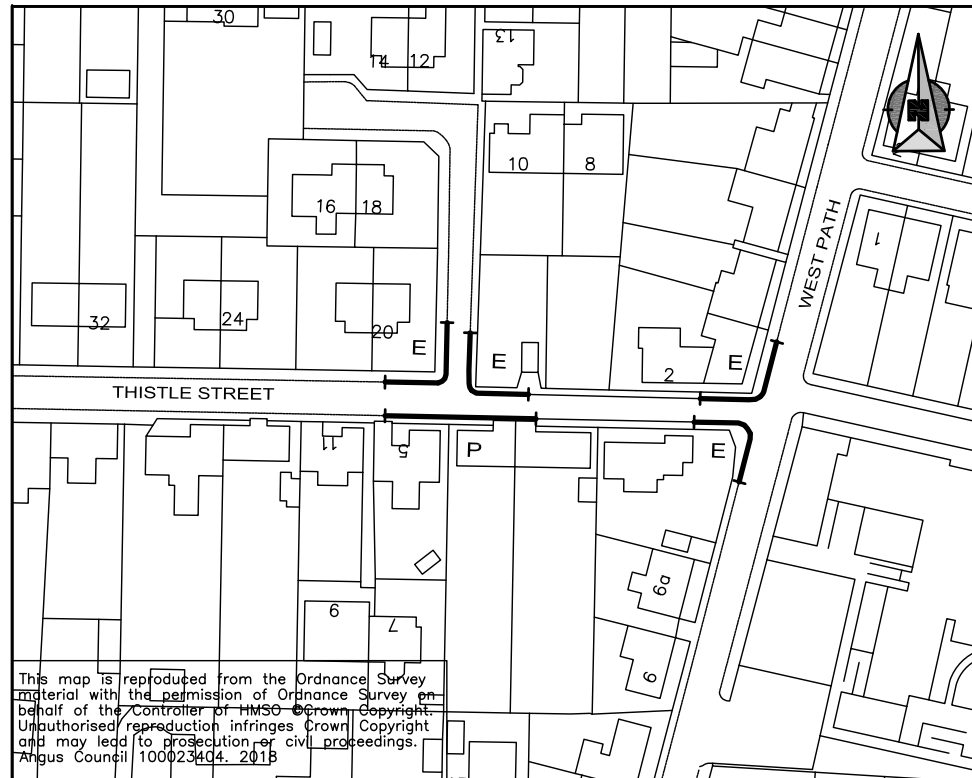 30
14 12
13
10
8
16
18
1
WEST PATH
32
24
20
E
E
2
E
THISTLE STREET
11
5
P
E
9a
6
7
9
This map is reproduced from the Ordnance Survey
material with the permission of Ordnance Survey on
behalf of the Controller of HMSO ©Crown Copyright.
Unauthorised reproduction infringes Crown Copyright
and may lead to prosecution or civil proceedings.
Angus Council 100023404. 2018